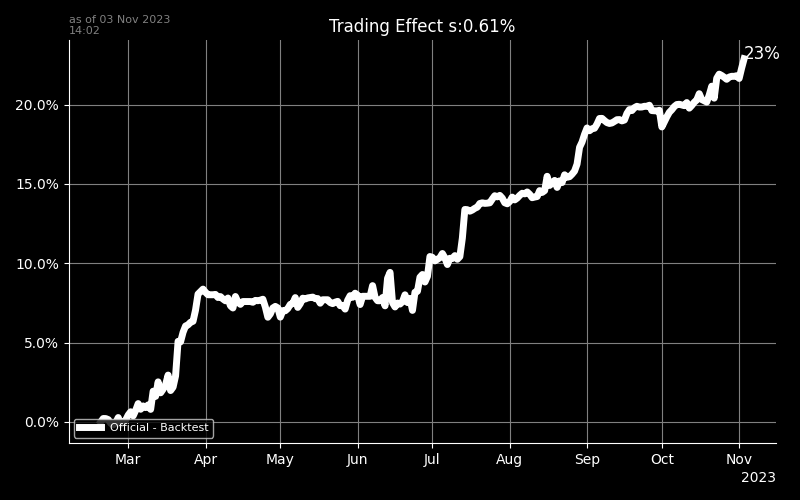 as of 03 Nov 2023
14:02
Trading Effect s:0.61%
23%
20.0%
15.0%
10.0%
5.0%
0.0%
Official - Backtest
Mar Apr May Jun Jul Aug Sep Oct Nov
2023